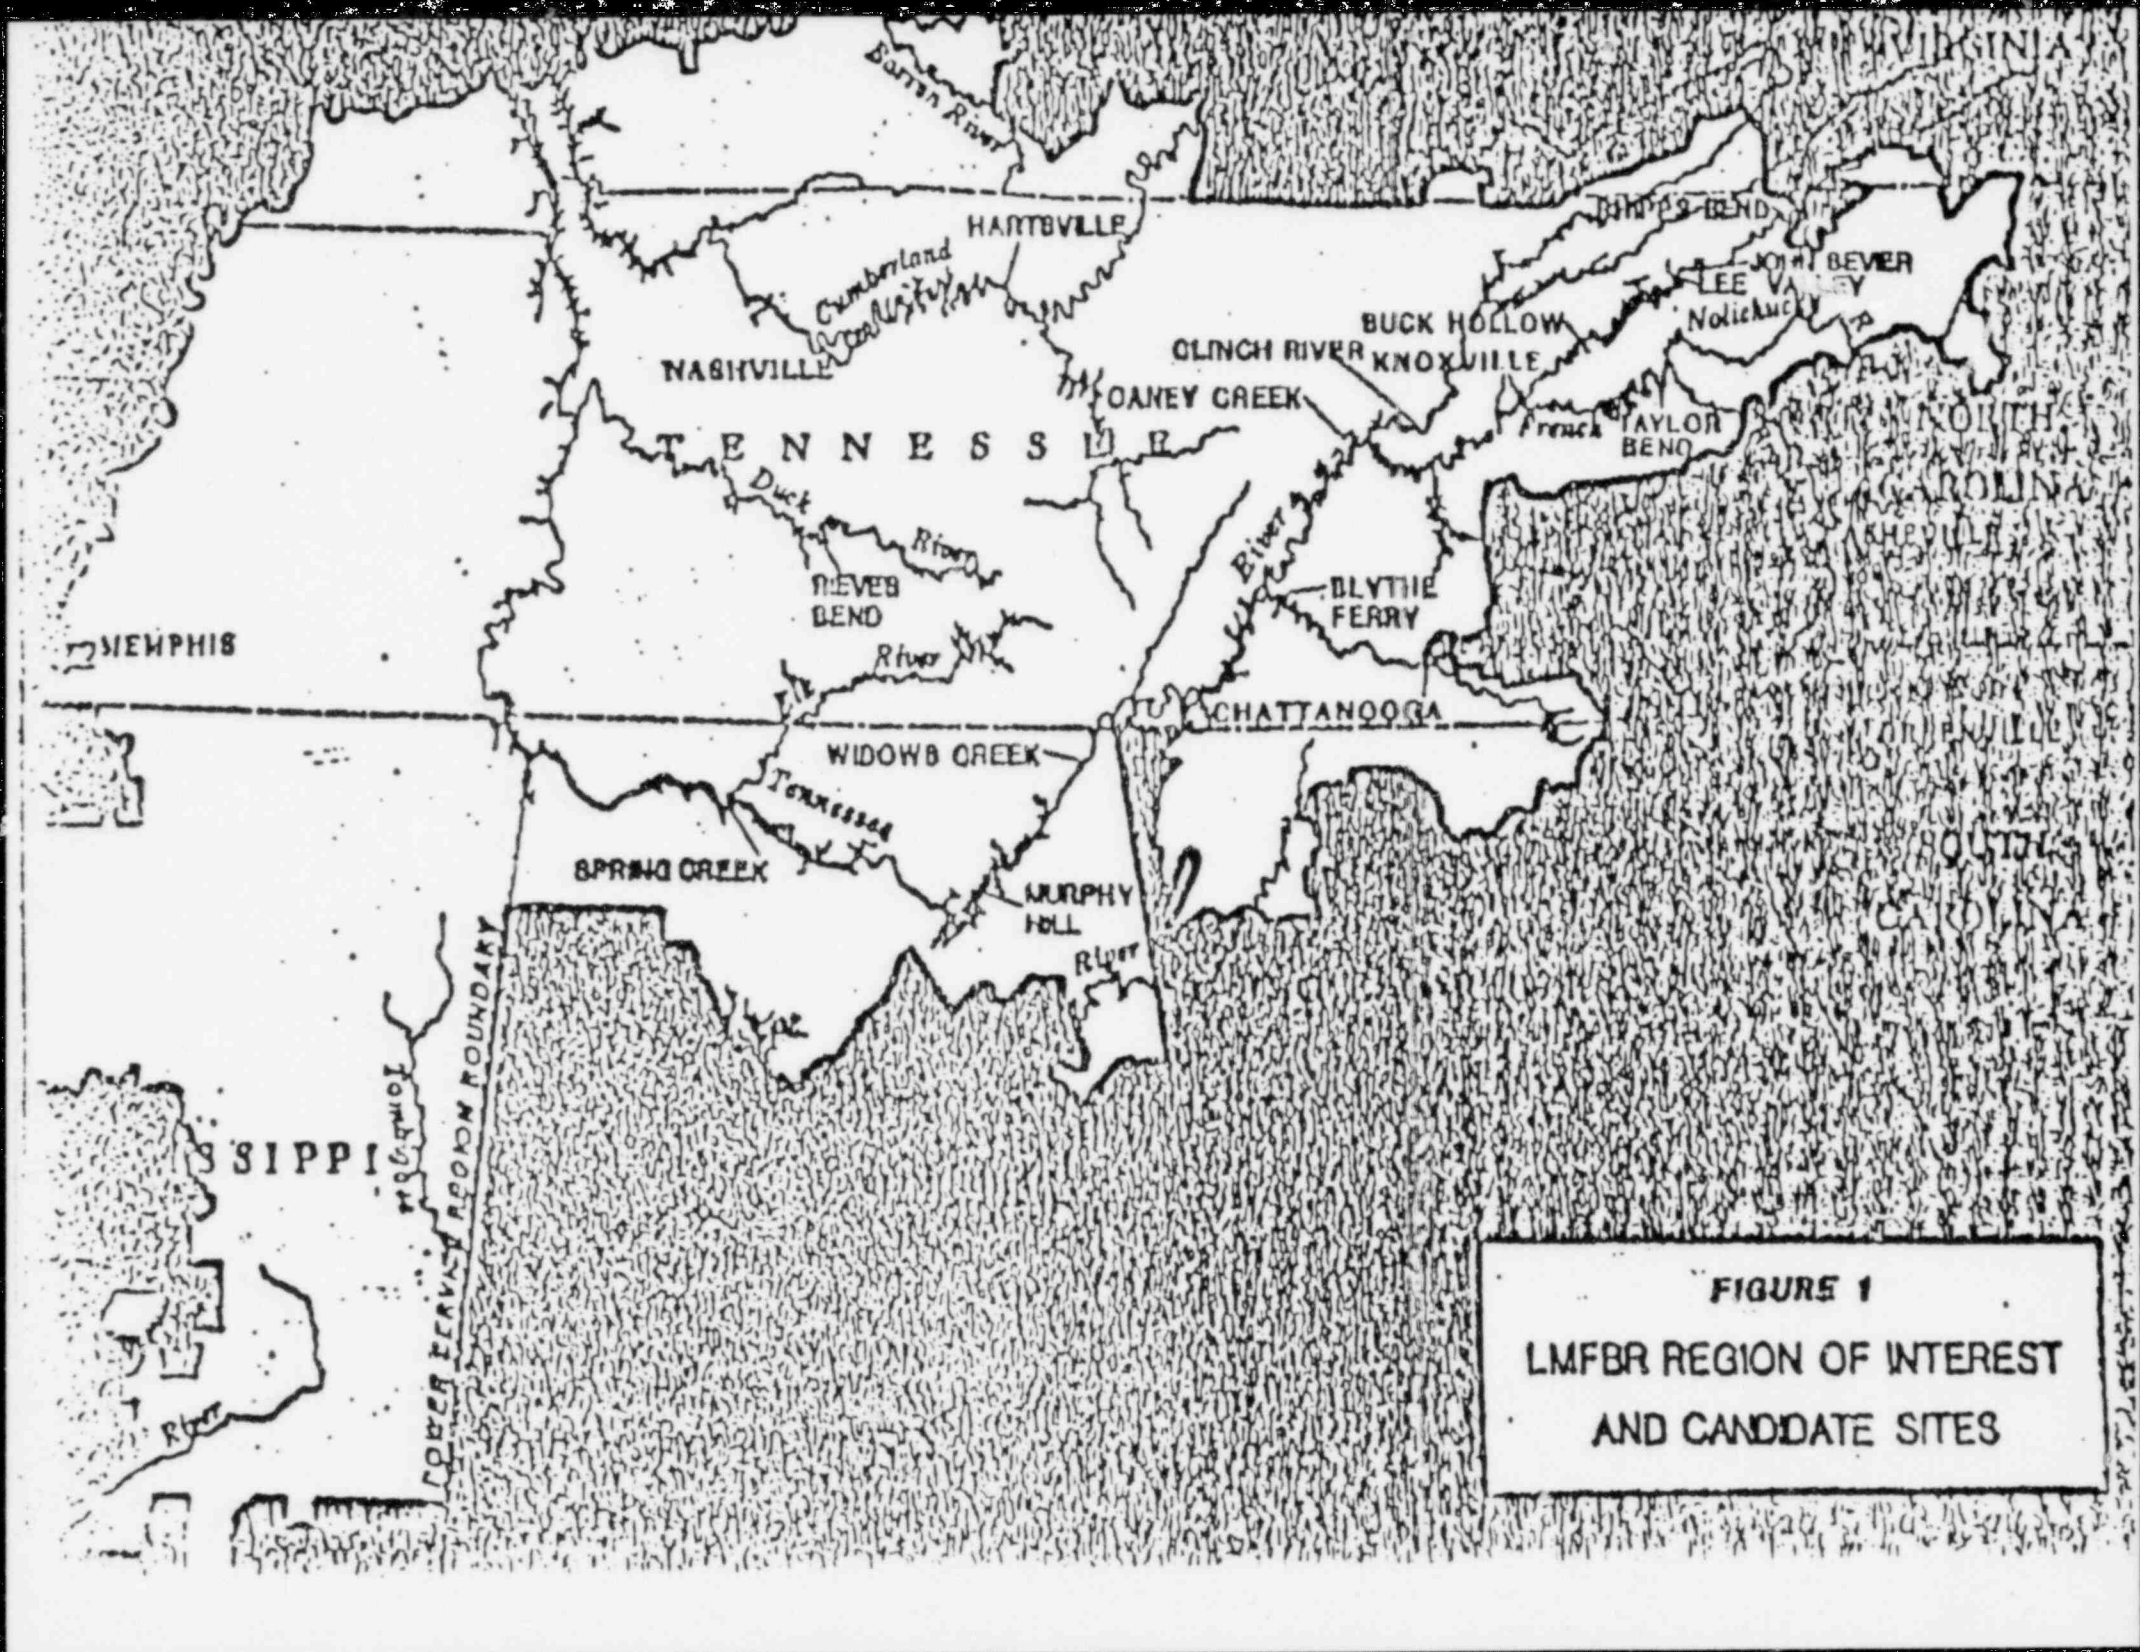 VIRGINIA
Barren River
HARTSVILLE
Cumberland
JOHN SEVIER
LEE VALLEY
Nolichucky
BUCK HOLLOW
CLINCH RIVER
KNOXVILLE
NASHVILLE
CANEY CREEK
French
TAYLOR
BEND
NORTH
CAROLINA
TENNESSEE
Duck
River
ASHEVILLE
River
RIEVES
BEND
BLYTHE
FERRY
MEMPHIS
River
CHATTANOOGA
GREENVILLE
WIDOWS CREEK
Tennessee
SOUTH
CAROLINA
SPRING CREEK
MURPHY
HILL
River
Tombigbee
SSIPPI
POWER SERVICE REGION BOUNDARY
River
FIGURE 1
LMFBR REGION OF INTEREST
AND CANDIDATE SITES